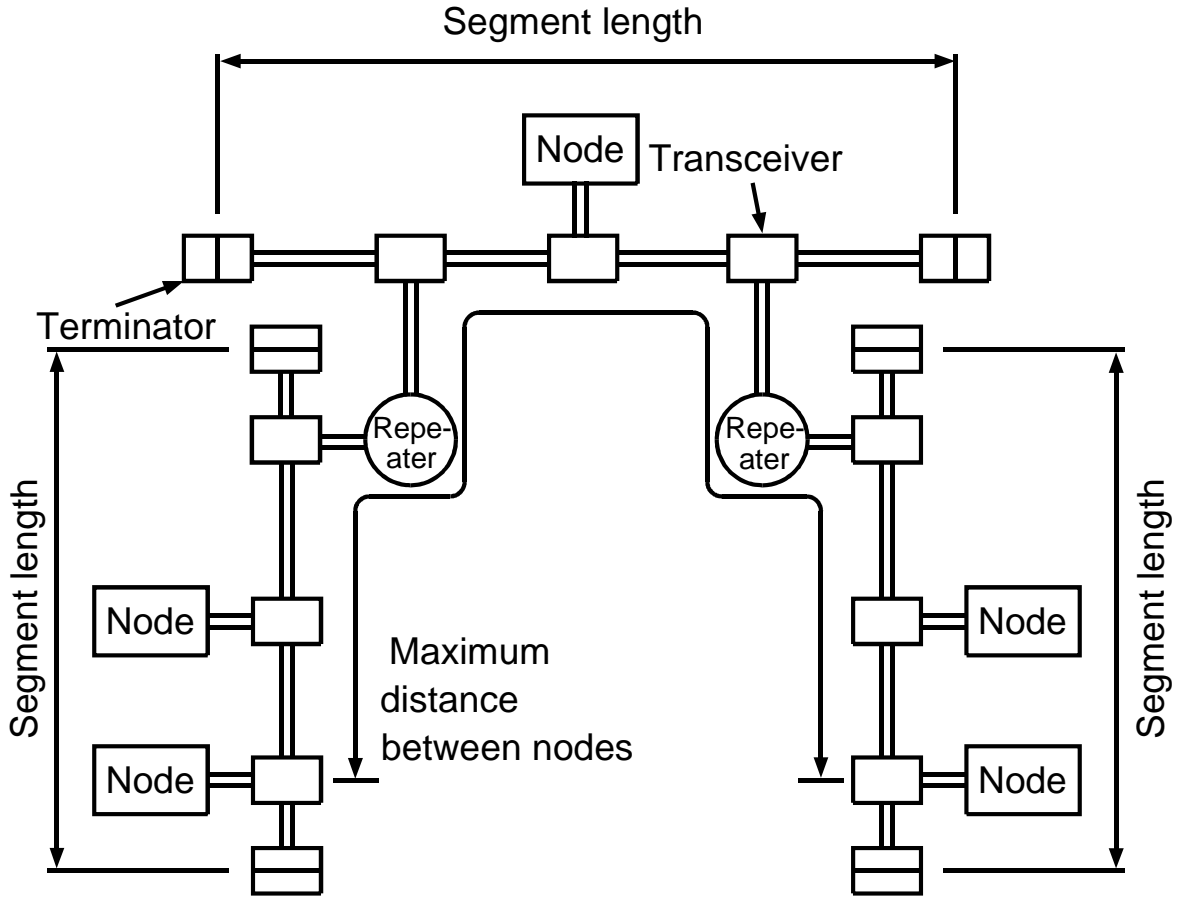 Segment length
Node
Transceiver
Terminator
Repe-
ater
Repe-
ater
Segment length
Segment length
Node
Node
Maximum
distance
between nodes
Node
Node